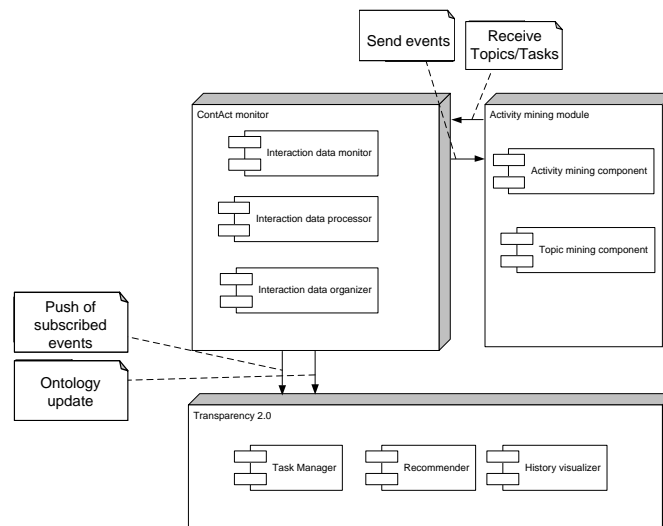 Send events
Receive
Topics/Tasks
ContAct monitor
Activity mining module
Interaction data monitor
Activity mining component
Interaction data processor
Topic mining component
Interaction data organizer
Push of
subscribed
events
Ontology
update
Transparency 2.0
Task Manager
Recommender
History visualizer